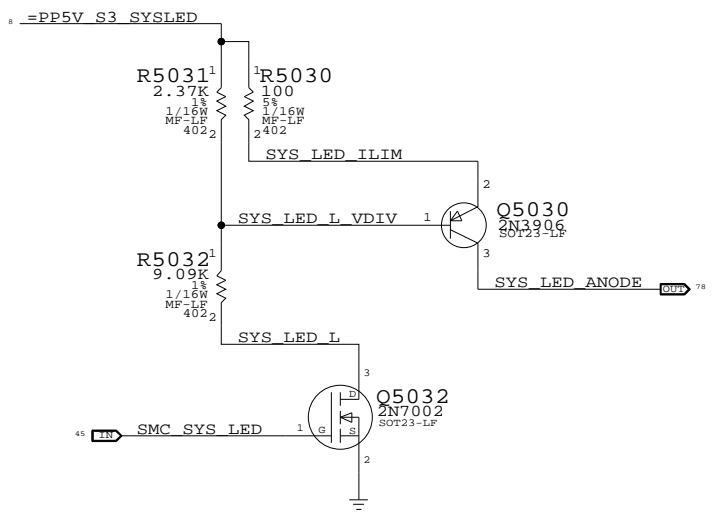 8 =PP5V_S3_SYSLED
R5031
2.37K
1%
1/16W
MF-LF
402
1
2
R5030
100
5%
1/16W
MF-LF
402
1
2
SYS_LED_ILIM
2
SYS_LED_L_VDIV
1
Q5030
2N3906
SOT23-LF
3
R5032
9.09K
1%
1/16W
MF-LF
402
1
2
SYS_LED_ANODE
OUT 78
SYS_LED_L
3
D
Q5032
2N7002
SOT23-LF
45 IN SMC_SYS_LED
1
G
S
2